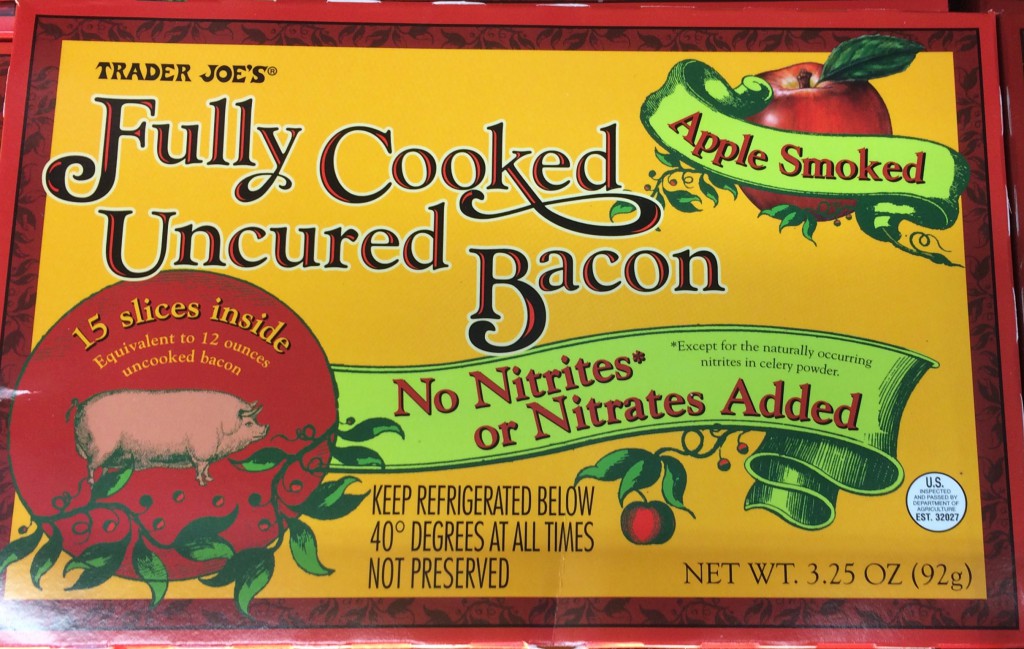 TRADER JOE'S®
Fully Cooked
Uncured Bacon
Apple Smoked
15 slices inside
Equivalent to 12 ounces
uncooked bacon
No Nitrites*
or Nitrates Added
*Except for the naturally occurring
nitrites in celery powder.
KEEP REFRIGERATED BELOW
40° DEGREES AT ALL TIMES
NOT PRESERVED
U.S.
INSPECTED
AND PASSED BY
DEPARTMENT OF
AGRICULTURE
EST. 32027
NET WT. 3.25 OZ (92g)